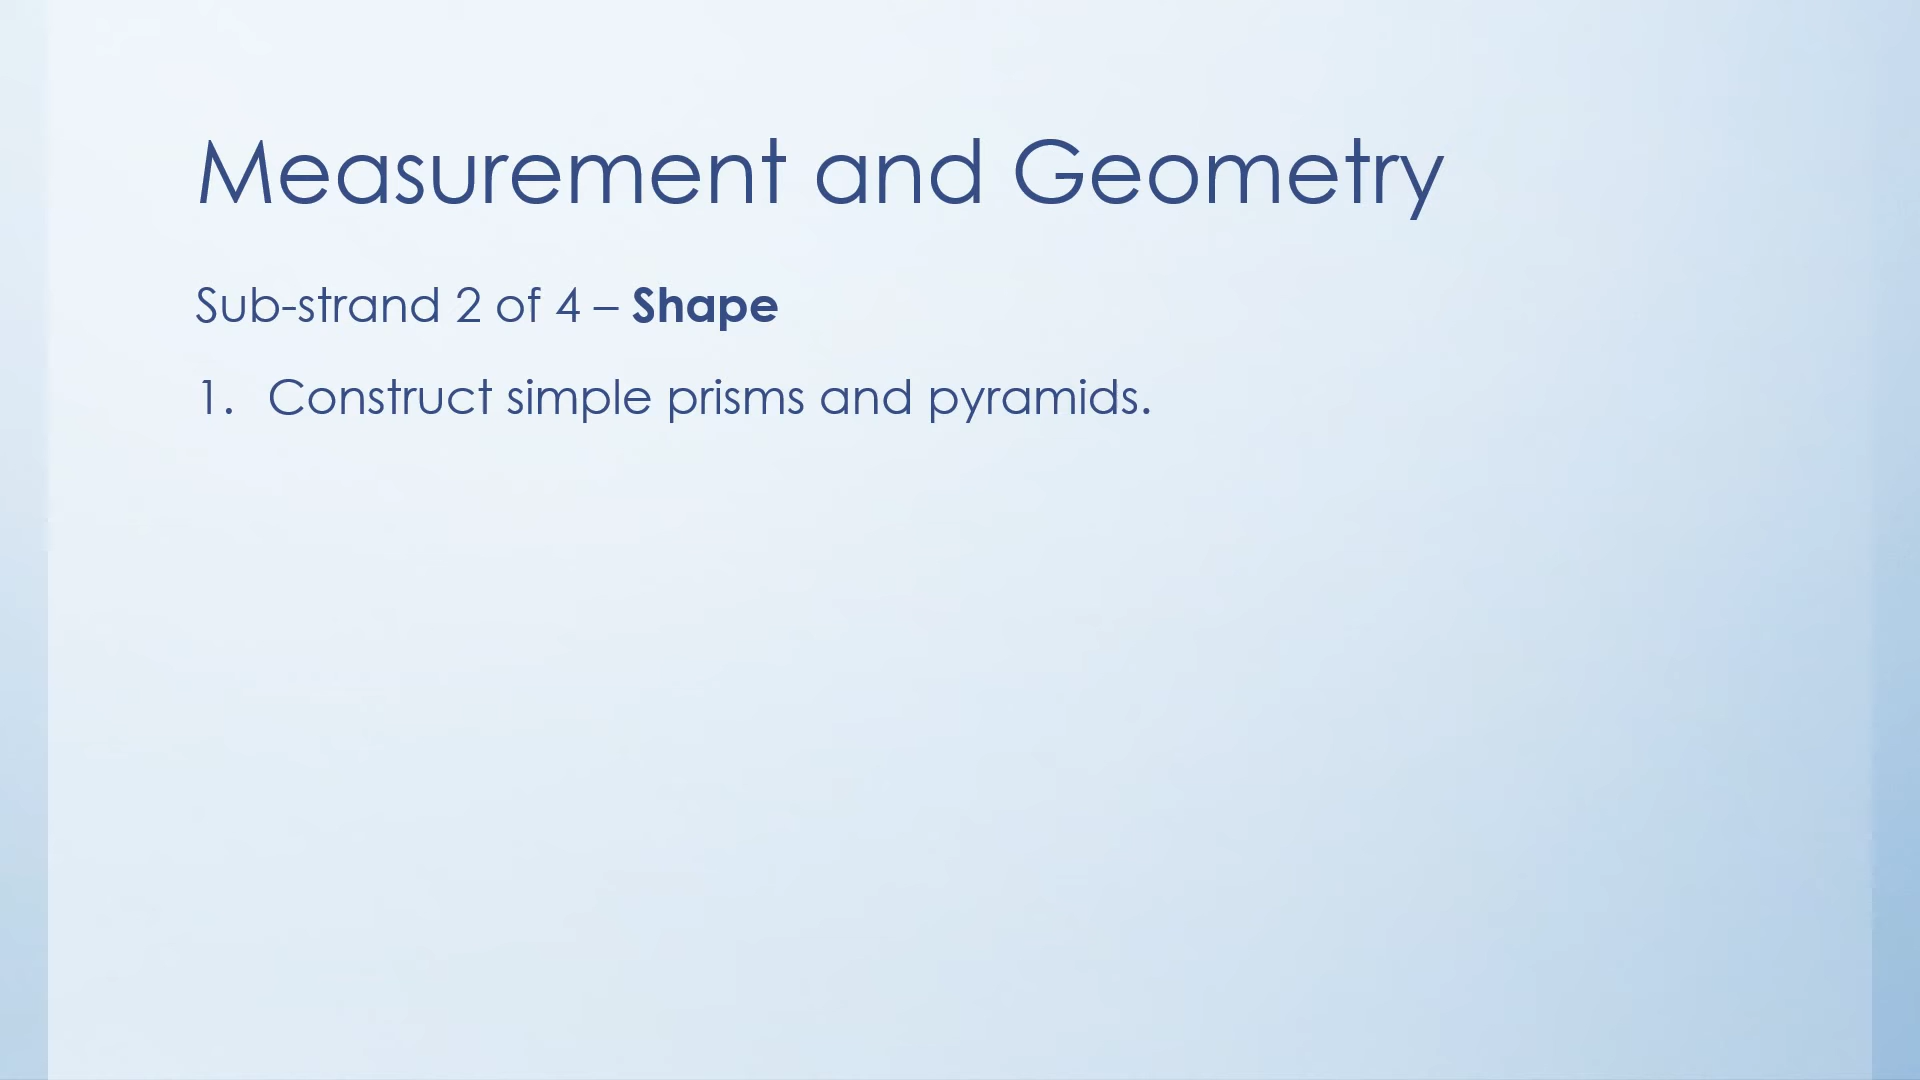 Measurement and Geometry
Sub-strand 2 of 4 – Shape
1. Construct simple prisms and pyramids.